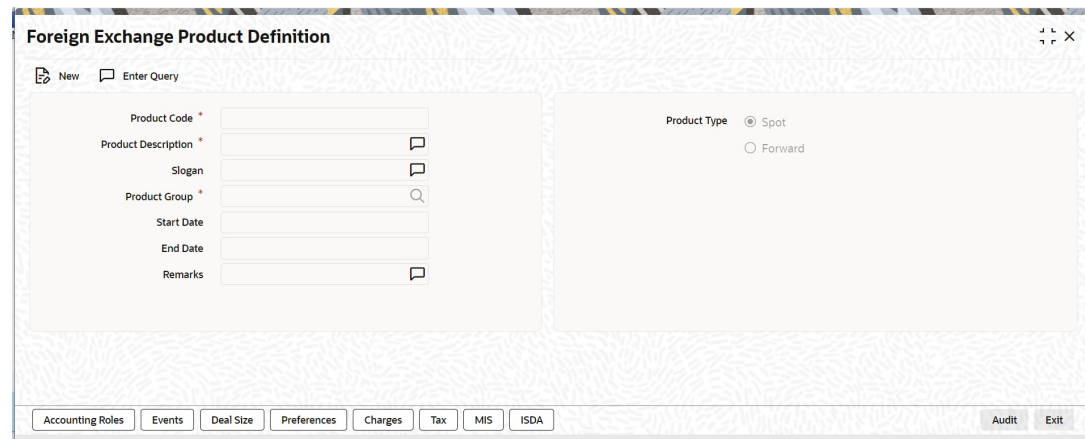 Foreign Exchange Product Definition
New Enter Query
Product Code *
Product Description *
Slogan
Product Group *
Start Date
End Date
Remarks
Product Type Spot
Forward
Accounting Roles Events Deal Size Preferences Charges Tax MIS ISDA Audit Exit